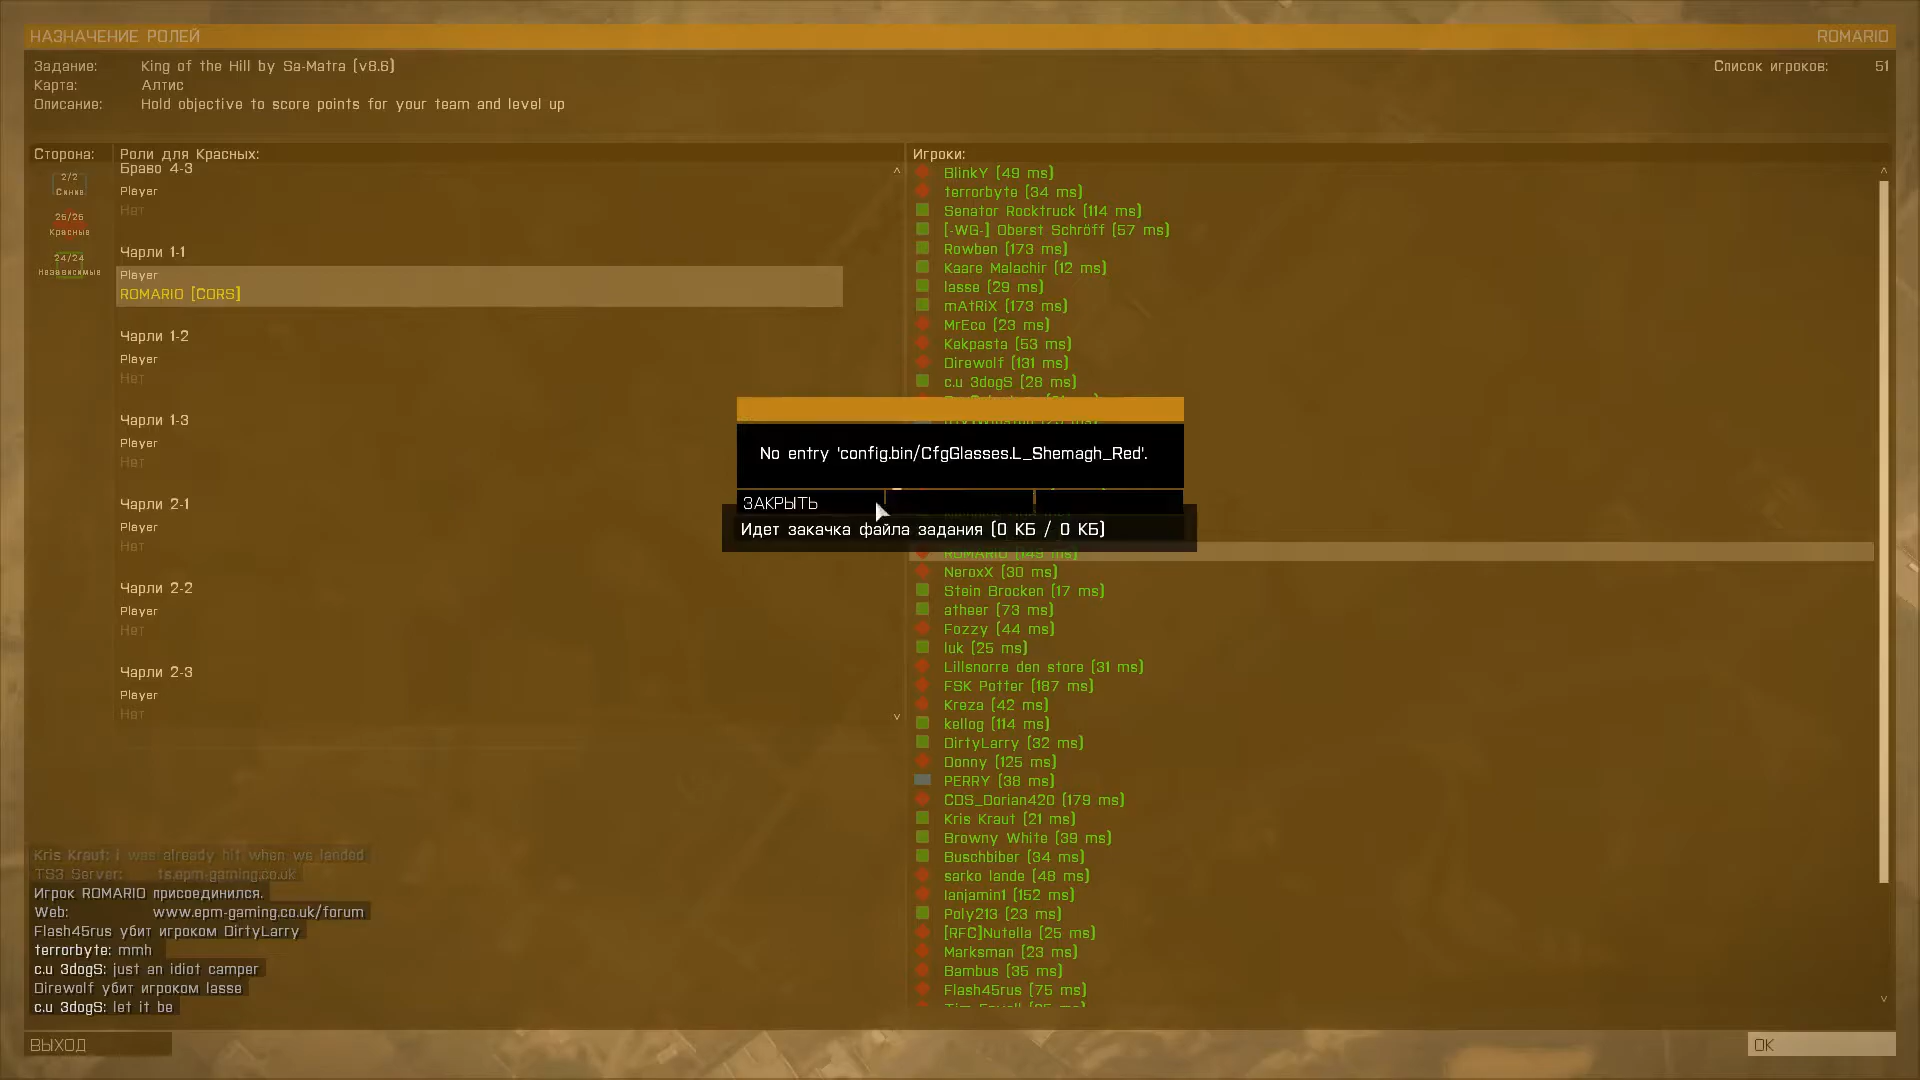 НАЗНАЧЕНИЕ РОЛЕЙ
ROMARIO
Задание: King of the Hill by Sa-Matra (v8.6)
Список игроков: 51
Карта: Алтис
Описание: Hold objective to score points for your team and level up
Сторона:
2/2
Синие
26/26
Красные
24/24
Независимые
Роли для Красных:
Браво 4-3
Player
Нет
Чарли 1-1
Player
ROMARIO [CORS]
Чарли 1-2
Player
Нет
Чарли 1-3
Player
Нет
Чарли 2-1
Player
Нет
Чарли 2-2
Player
Нет
Чарли 2-3
Player
Нет
Игроки:
BlinkY (49 ms)
terrorbyte (34 ms)
Senator Rocktruck (114 ms)
[-WG-] Oberst Schröff (57 ms)
Rowben (173 ms)
Kaare Malachir (12 ms)
lasse (29 ms)
mAtRiX (173 ms)
MrEco (23 ms)
Kekpasta (53 ms)
Direwolf (131 ms)
c.u 3dogS (28 ms)
No entry 'config.bin/CfgGlasses.L_Shemagh_Red'.
ЗАКРЫТЬ
Идет закачка файла задания (0 КБ / 0 КБ)
ROMARIO (149 ms)
NeroxX (30 ms)
Stein Brocken (17 ms)
atheer (73 ms)
Fozzy (44 ms)
luk (25 ms)
Lillsnorre den store (31 ms)
FSK Potter (187 ms)
Kreza (42 ms)
kellog (114 ms)
DirtyLarry (32 ms)
Donny (125 ms)
PERRY (38 ms)
CDS_Dorian420 (179 ms)
Kris Kraut (21 ms)
Browny White (39 ms)
Buschbiber (34 ms)
sarko lande (48 ms)
Ianjamin1 (152 ms)
Poly213 (23 ms)
[RFC]Nutella (25 ms)
Marksman (23 ms)
Bambus (35 ms)
Flash45rus (75 ms)
Kris Kraut: i was already hit when we landed
TS3 Server: ts.epm-gaming.co.uk
Игрок ROMARIO присоединился.
Web: www.epm-gaming.co.uk/forum
Flash45rus убит игроком DirtyLarry
terrorbyte: mmh
c.u 3dogS: just an idiot camper
Direwolf убит игроком lasse
c.u 3dogS: let it be
ВЫХОД
OK